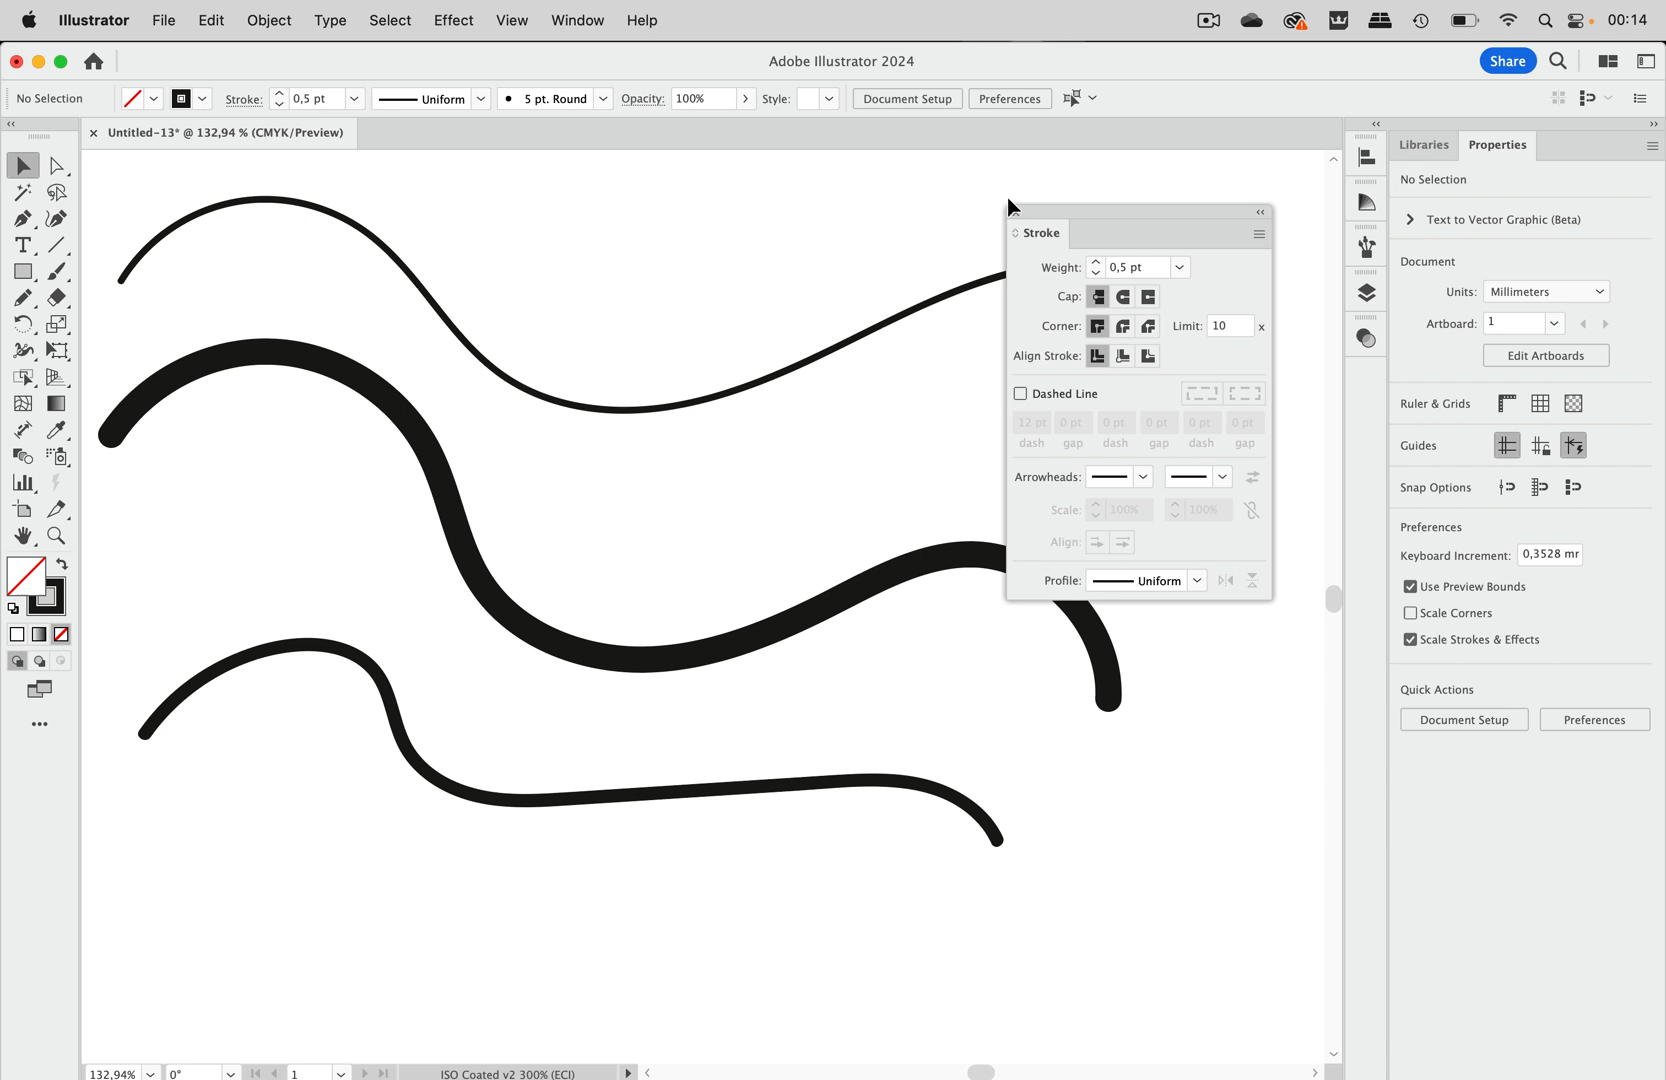 Illustrator File Edit Object Type Select Effect View Window Help 00:14
Adobe Illustrator 2024 Share
No Selection Stroke: 0,5 pt Uniform 5 pt. Round Opacity: 100% Style: Document Setup Preferences
Untitled-13* @ 132,94 % (CMYK/Preview)
Libraries Properties
No Selection
Text to Vector Graphic (Beta)
Document
Units: Millimeters
Artboard: 1
Edit Artboards
Ruler & Grids
Guides
Snap Options
Preferences
Keyboard Increment: 0,3528 mr
Use Preview Bounds
Scale Corners
Scale Strokes & Effects
Quick Actions
Document Setup Preferences
Stroke
Weight: 0,5 pt
Cap:
Corner: Limit: 10 x
Align Stroke:
Dashed Line
12 pt 0 pt 0 pt 0 pt 0 pt 0 pt
dash gap dash gap dash gap
Arrowheads:
Scale: 100% 100%
Align:
Profile: Uniform
132,94% 0° 1 ISO Coated v2 300% (ECI)